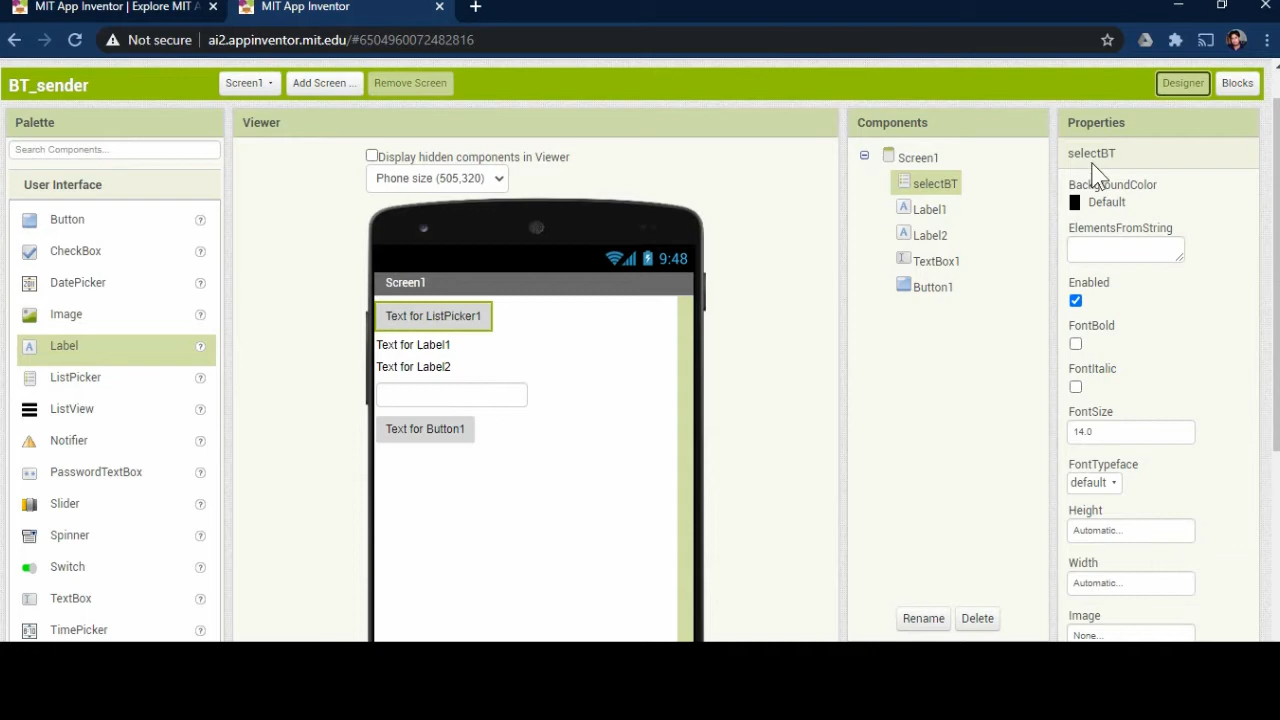 MIT App Inventor | Explore MIT A
MIT App Inventor
Not secure
ai2.appinventor.mit.edu/#6504960072482816
BT_sender
Screen1
Add Screen ...
Remove Screen
Designer
Blocks
Palette
Search Components...
User Interface
Button
CheckBox
DatePicker
Image
Label
ListPicker
ListView
Notifier
PasswordTextBox
Slider
Spinner
Switch
TextBox
TimePicker
Viewer
Display hidden components in Viewer
Phone size (505,320)
9:48
Screen1
Text for ListPicker1
Text for Label1
Text for Label2
Text for Button1
Components
Screen1
selectBT
Label1
Label2
TextBox1
Button1
Rename
Delete
Properties
selectBT
BackgroundColor
Default
ElementsFromString
Enabled
FontBold
FontItalic
FontSize
14.0
FontTypeface
default
Height
Automatic...
Width
Automatic...
Image
None...